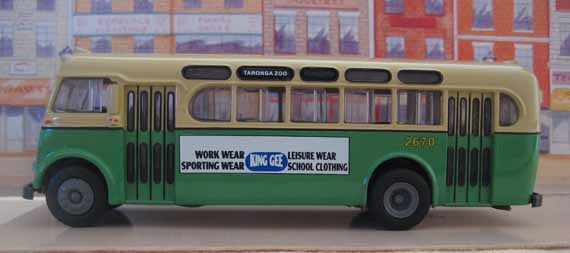 TARONGA ZOO
2670
WORK WEAR KING GEE LEISURE WEAR
SPORTING WEAR SCHOOL CLOTHING